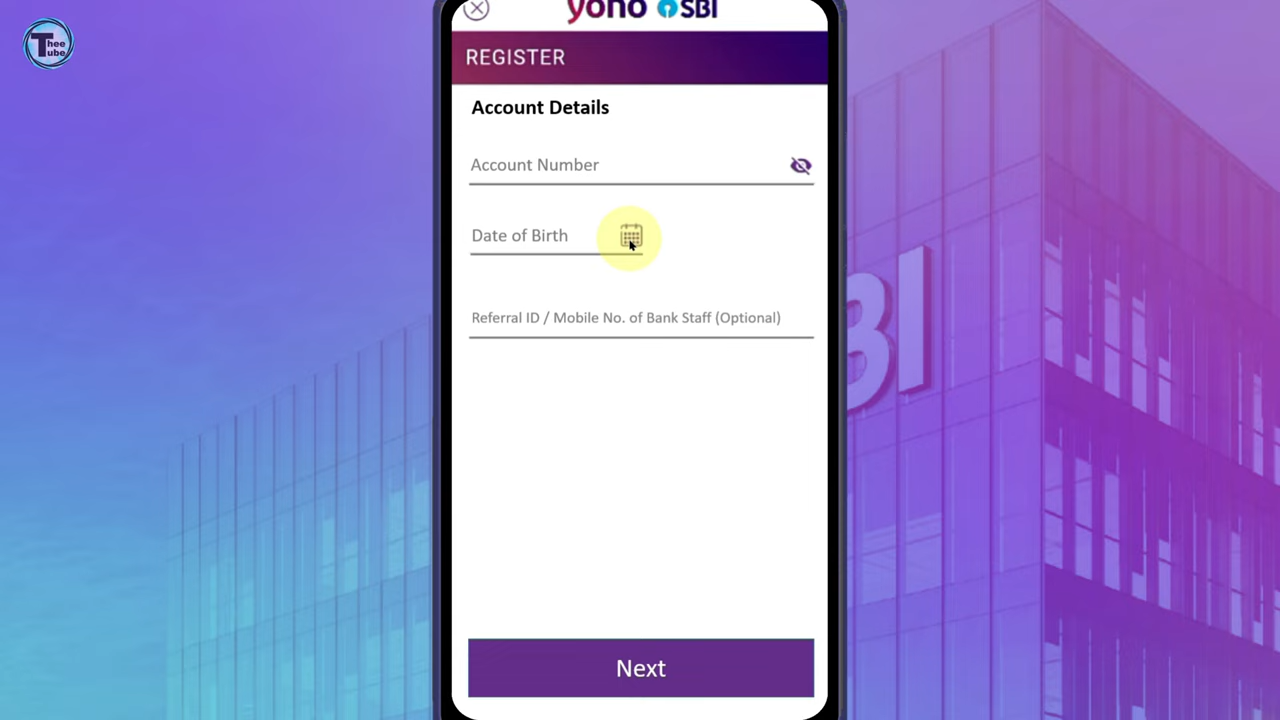 Thee
Tube
yono SBI
REGISTER
Account Details
Account Number
Date of Birth
Referral ID / Mobile No. of Bank Staff (Optional)
BI
Next